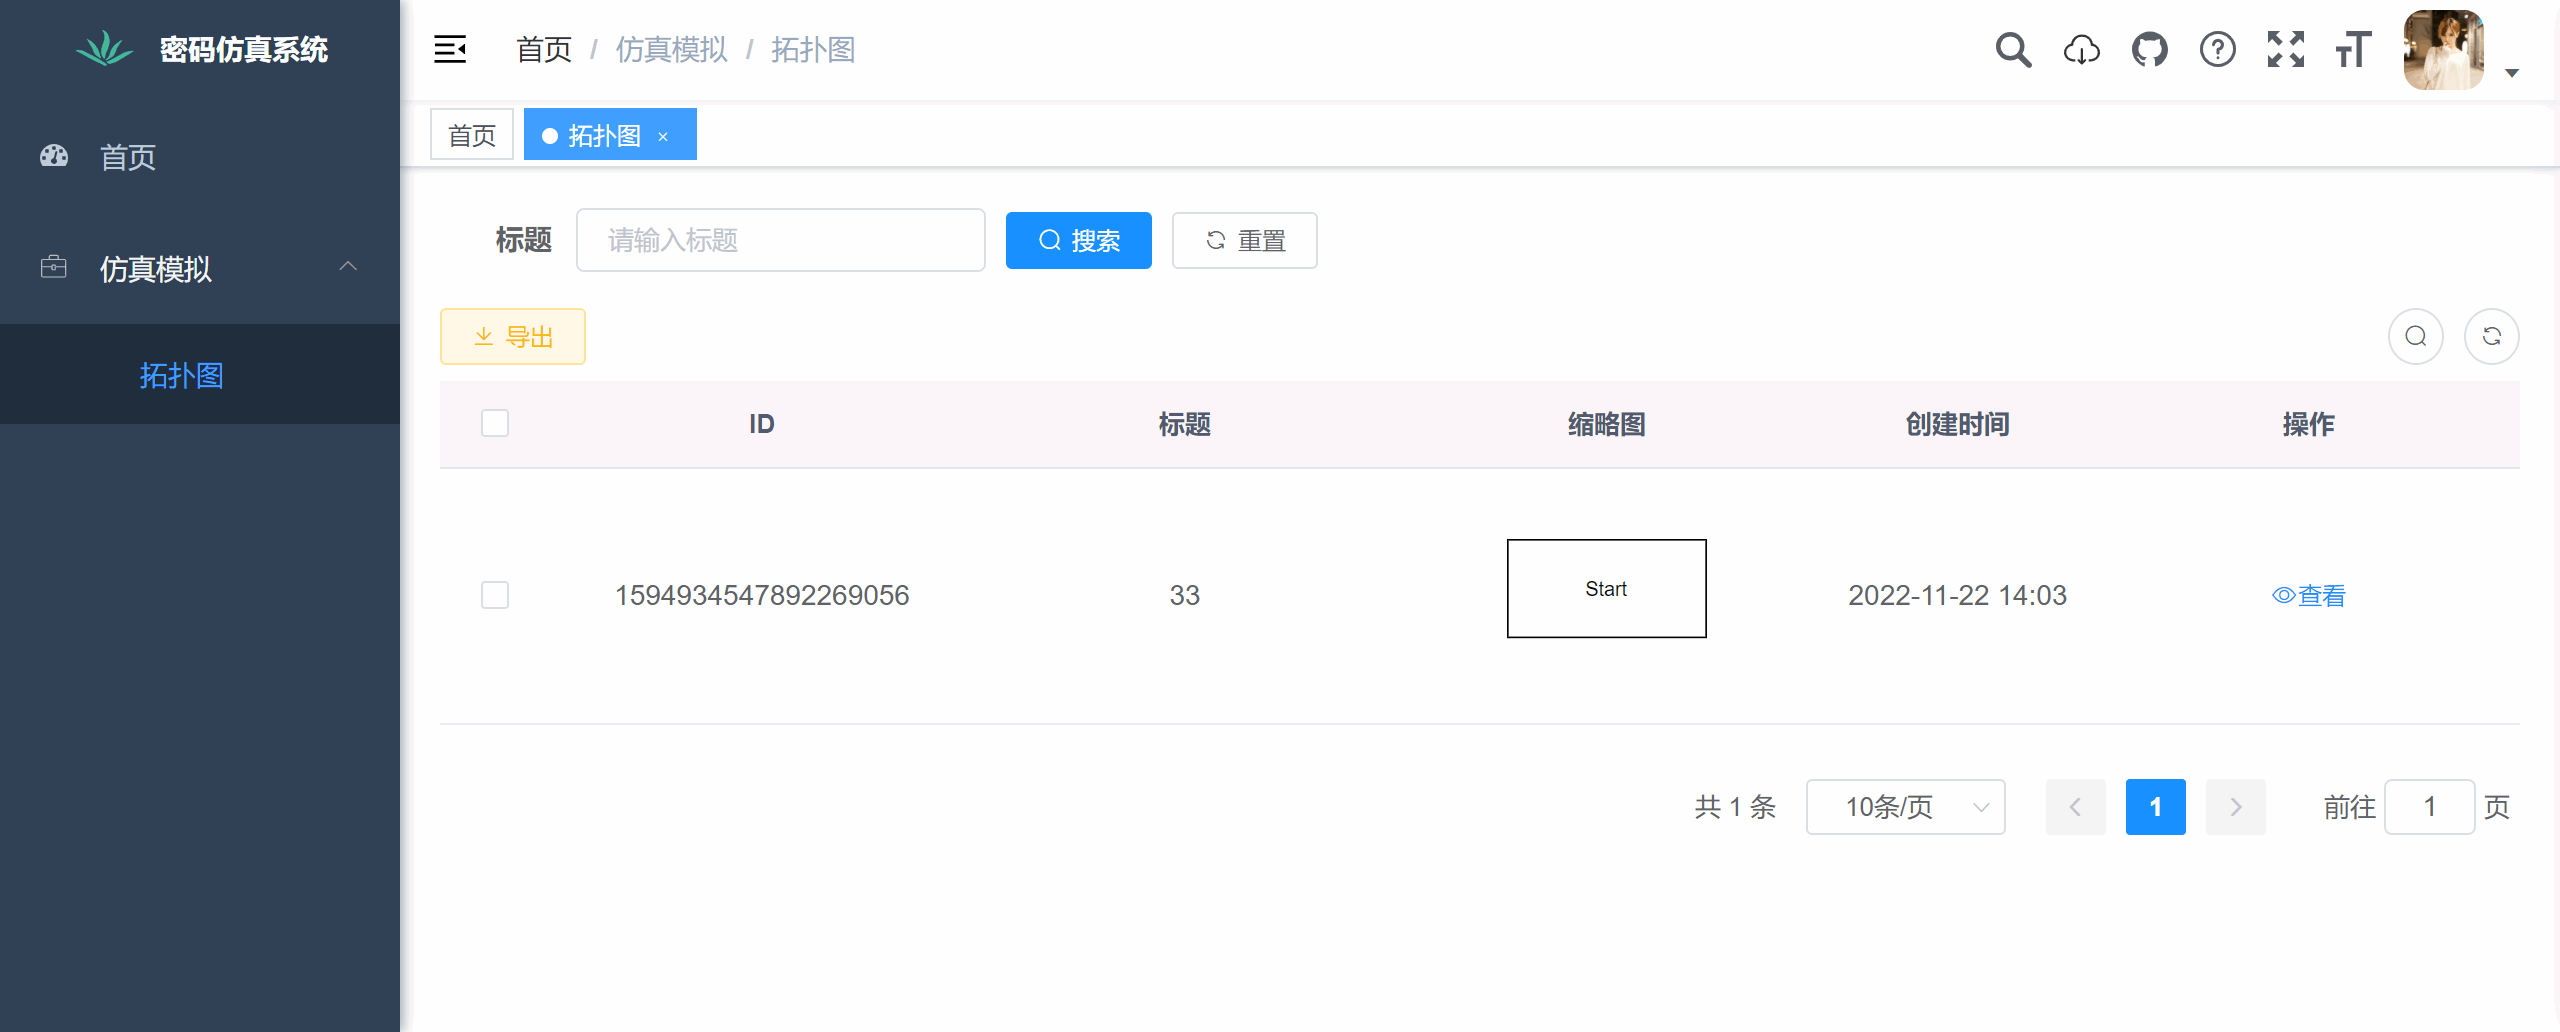 密码仿真系统
首页 / 仿真模拟 / 拓扑图
首页
仿真模拟
拓扑图
首页 拓扑图 ×
标题 请输入标题 搜索 重置
导出
ID 标题 缩略图 创建时间 操作
1594934547892269056 33 Start 2022-11-22 14:03 查看
共 1 条 10条/页 1 前往 1 页